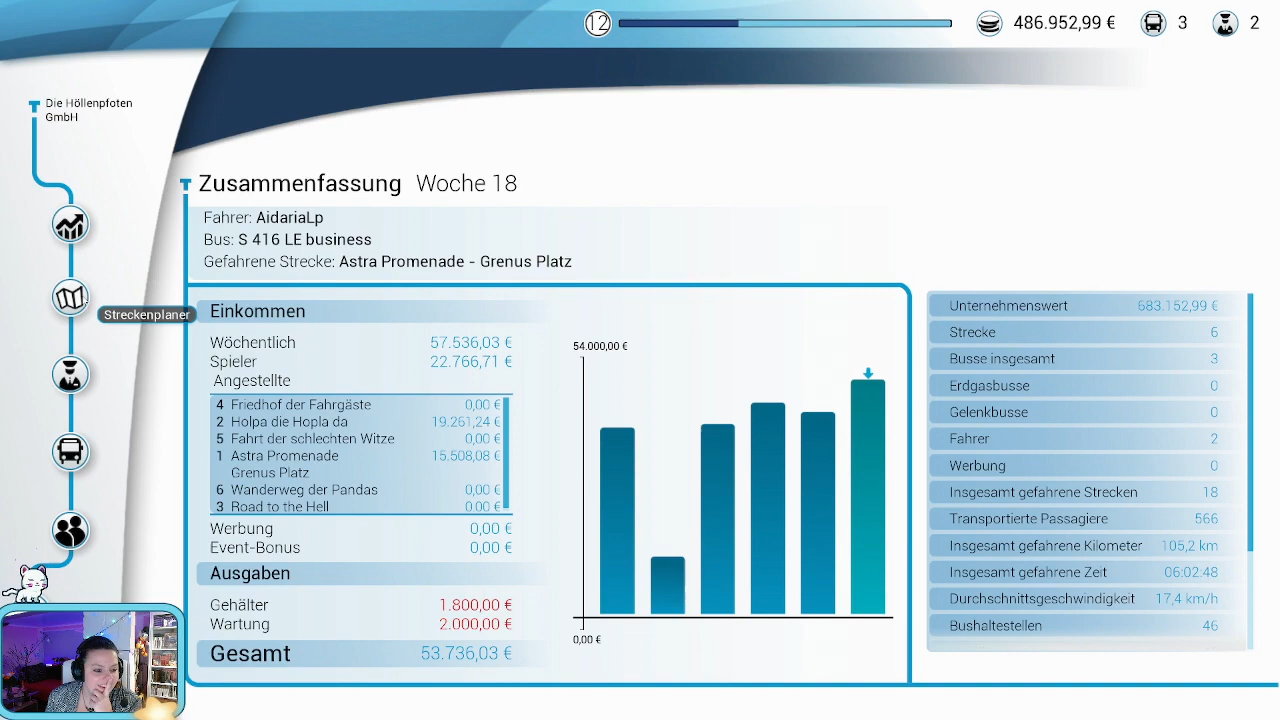 12
486.952,99 €
3
2
Die Höllenpfoten
GmbH
Streckenplaner
Zusammenfassung Woche 18
Fahrer: AidariaLp
Bus: S 416 LE business
Gefahrene Strecke: Astra Promenade - Grenus Platz
Einkommen
Wöchentlich 57.536,03 €
Spieler 22.766,71 €
Angestellte
4 Friedhof der Fahrgäste 0,00 €
2 Holpa die Hopla da 19.261,24 €
5 Fahrt der schlechten Witze 0,00 €
1 Astra Promenade 15.508,08 €
Grenus Platz
6 Wanderweg der Pandas 0,00 €
3 Road to the Hell 0,00 €
Werbung 0,00 €
Event-Bonus 0,00 €
Ausgaben
Gehälter 1.800,00 €
Wartung 2.000,00 €
Gesamt 53.736,03 €
54.000,00 €
0,00 €
Unternehmenswert 683.152,99 €
Strecke 6
Busse insgesamt 3
Erdgasbusse 0
Gelenkbusse 0
Fahrer 2
Werbung 0
Insgesamt gefahrene Strecken 18
Transportierte Passagiere 566
Insgesamt gefahrene Kilometer 105,2 km
Insgesamt gefahrene Zeit 06:02:48
Durchschnittsgeschwindigkeit 17,4 km/h
Bushaltestellen 46